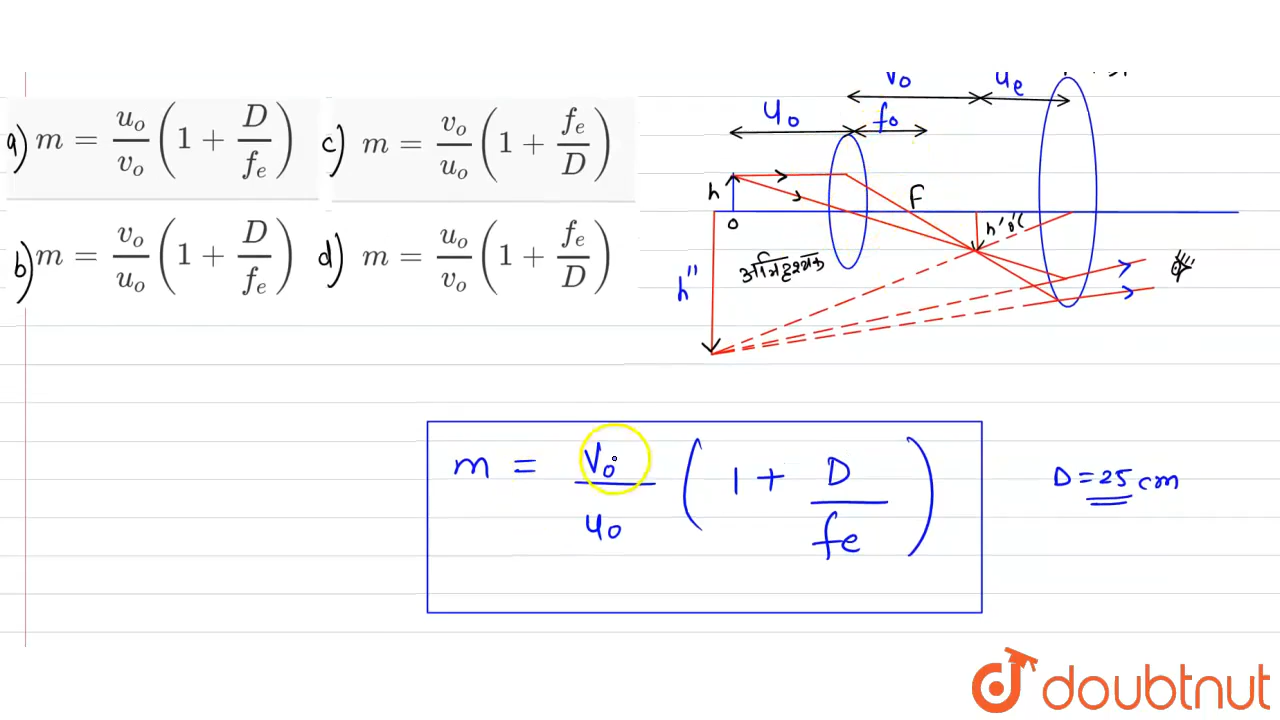 a) m = u_o/v_o (1 + D/f_e)
c) m = v_o/u_o (1 + f_e/D)
b) m = v_o/u_o (1 + D/f_e)
d) m = u_o/v_o (1 + f_e/D)
v_o
u_e
u_o
f_o
h
F
o
h'
अभिदृश्यक
h''
m = v_o/u_o (1 + D/f_e)
D = 25 cm
doubtnut